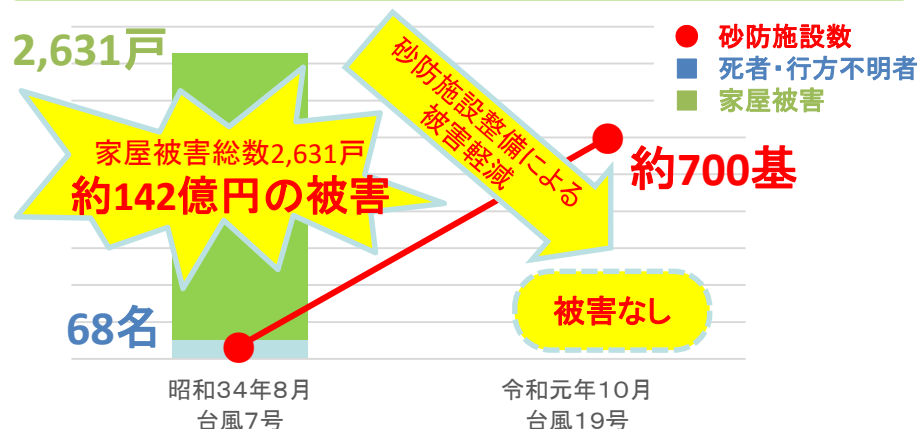 2,631戸
砂防施設数
死者・行方不明者
家屋被害
砂防施設整備による
被害軽減
家屋被害総数2,631戸
約142億円の被害
約700基
被害なし
68名
昭和34年8月
台風7号
令和元年10月
台風19号